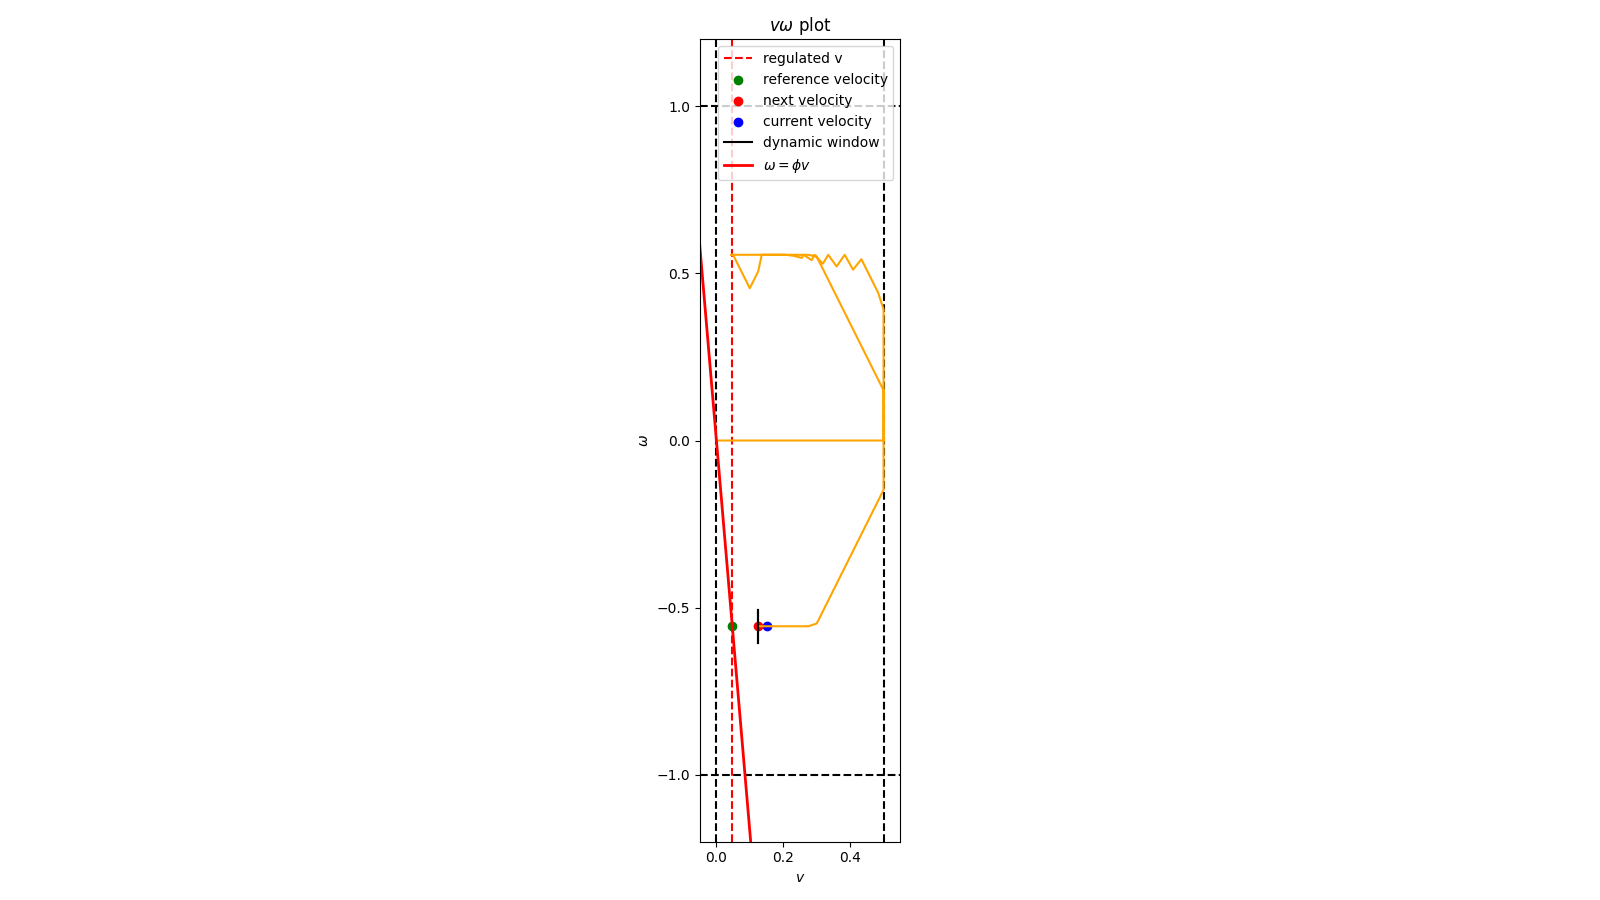 vω plot
regulated v
reference velocity
next velocity
current velocity
dynamic window
ω = ϕv
1.0
0.5
0.0
−0.5
−1.0
ω
0.0 0.2 0.4
v